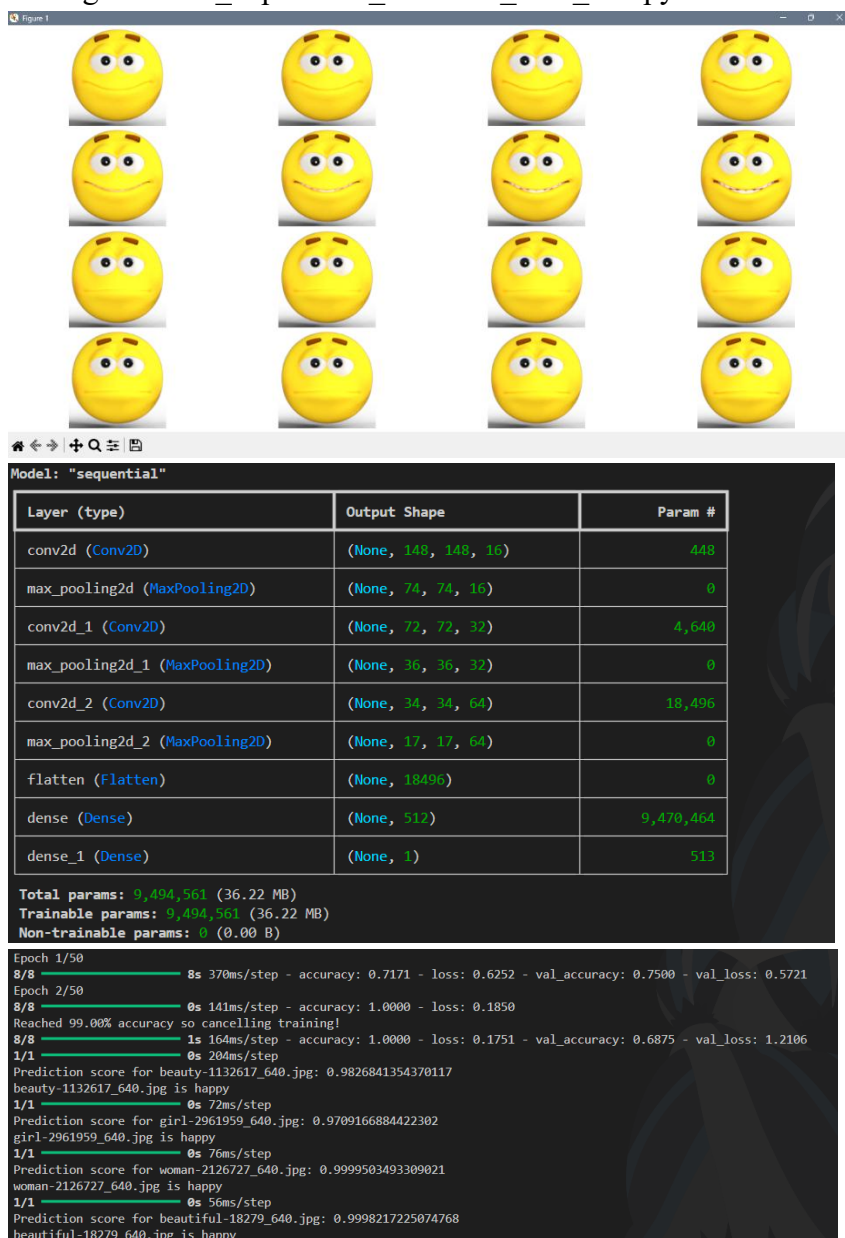 Figure 1
Model: "sequential"
Layer (type) Output Shape Param #
conv2d (Conv2D) (None, 148, 148, 16) 448
max_pooling2d (MaxPooling2D) (None, 74, 74, 16) 0
conv2d_1 (Conv2D) (None, 72, 72, 32) 4,640
max_pooling2d_1 (MaxPooling2D) (None, 36, 36, 32) 0
conv2d_2 (Conv2D) (None, 34, 34, 64) 18,496
max_pooling2d_2 (MaxPooling2D) (None, 17, 17, 64) 0
flatten (Flatten) (None, 18496) 0
dense (Dense) (None, 512) 9,470,464
dense_1 (Dense) (None, 1) 513
Total params: 9,494,561 (36.22 MB)
Trainable params: 9,494,561 (36.22 MB)
Non-trainable params: 0 (0.00 B)
Epoch 1/50
8/8 8s 370ms/step - accuracy: 0.7171 - loss: 0.6252 - val_accuracy: 0.7500 - val_loss: 0.5721
Epoch 2/50
8/8 0s 141ms/step - accuracy: 1.0000 - loss: 0.1850
Reached 99.00% accuracy so cancelling training!
8/8 1s 164ms/step - accuracy: 1.0000 - loss: 0.1751 - val_accuracy: 0.6875 - val_loss: 1.2106
1/1 0s 204ms/step
Prediction score for beauty-1132617_640.jpg: 0.9826841354370117
beauty-1132617_640.jpg is happy
1/1 0s 72ms/step
Prediction score for girl-2961959_640.jpg: 0.9709166884422302
girl-2961959_640.jpg is happy
1/1 0s 76ms/step
Prediction score for woman-2126727_640.jpg: 0.9999503493309021
woman-2126727_640.jpg is happy
1/1 0s 56ms/step
Prediction score for beautiful-18279_640.jpg: 0.9998217225074768
beautiful-18279_640.jpg is happy